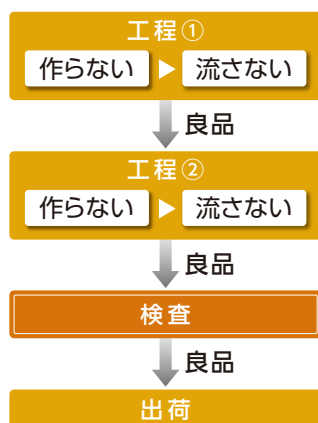 工程①
作らない ▶ 流さない
良品
工程②
作らない ▶ 流さない
良品
検査
良品
出荷